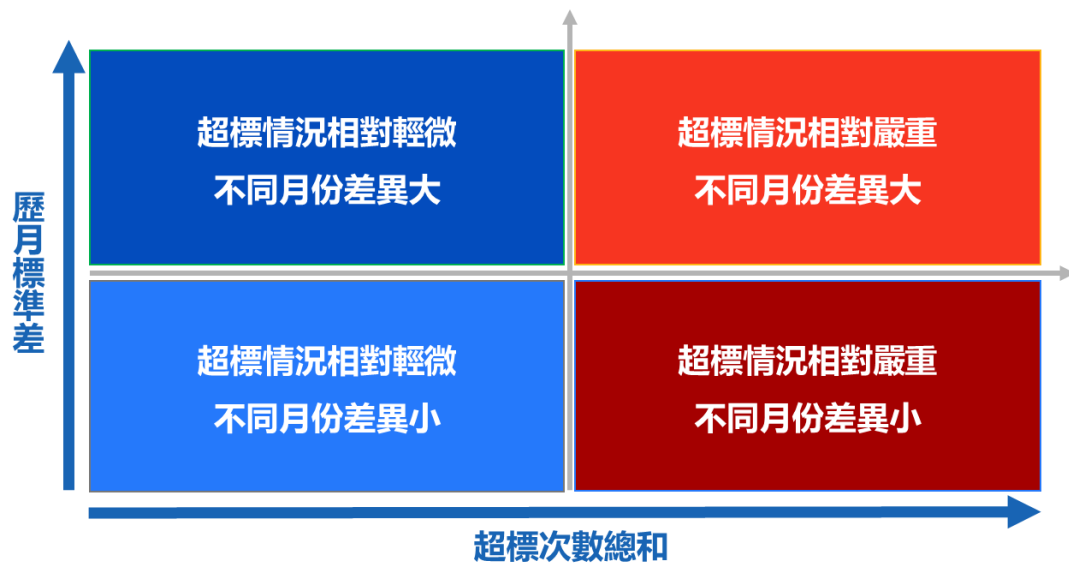 超標情況相對輕微
不同月份差異大
超標情況相對嚴重
不同月份差異大
歷月標準差
超標情況相對輕微
不同月份差異小
超標情況相對嚴重
不同月份差異小
超標次數總和